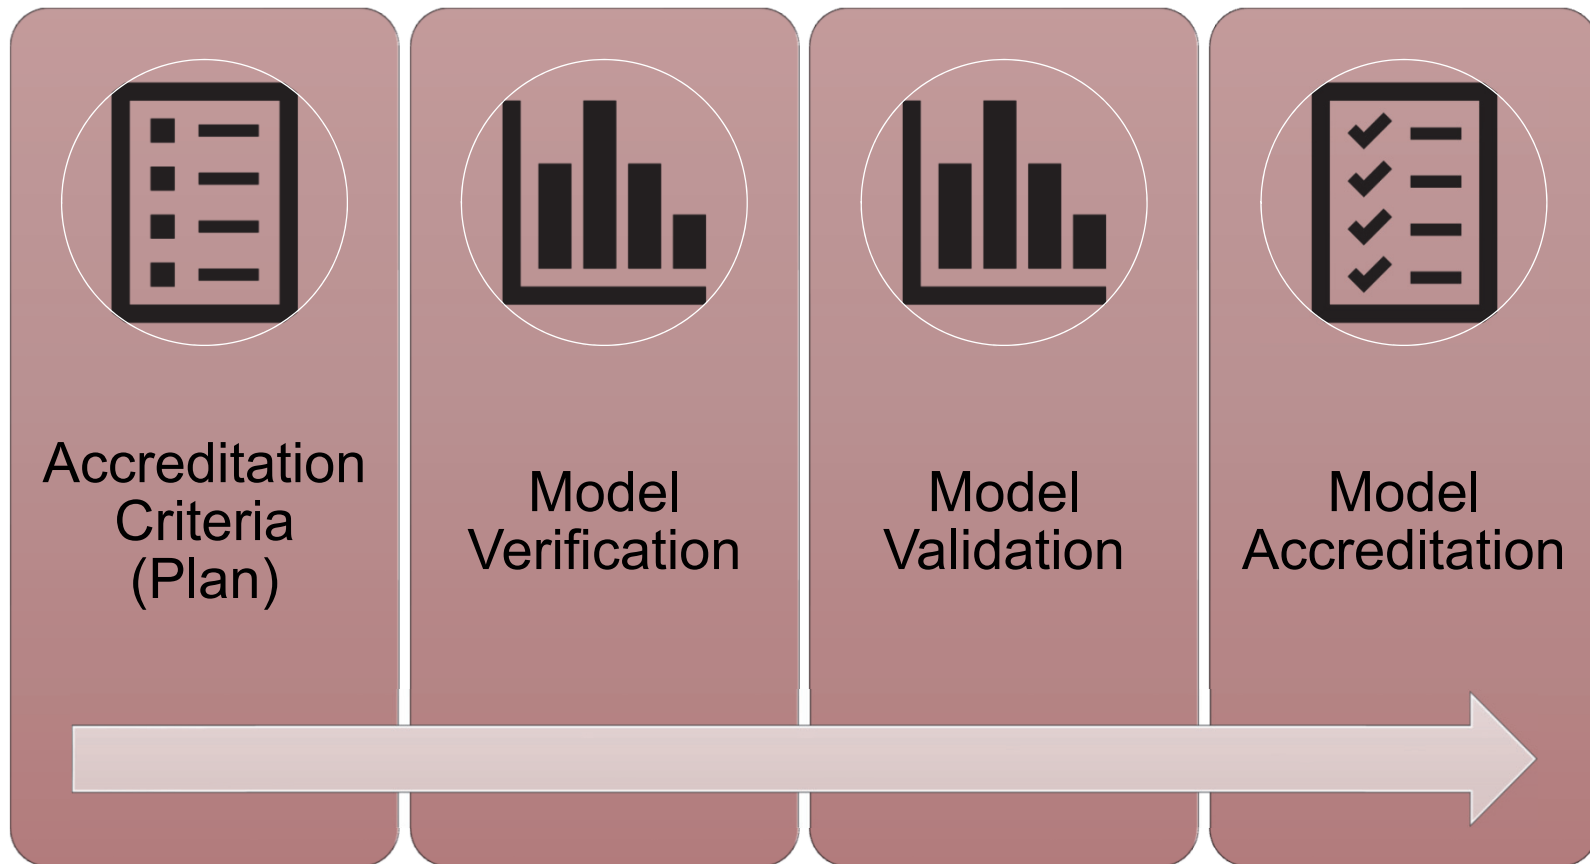 Accreditation
Criteria
(Plan)
Model
Verification
Model
Validation
Model
Accreditation